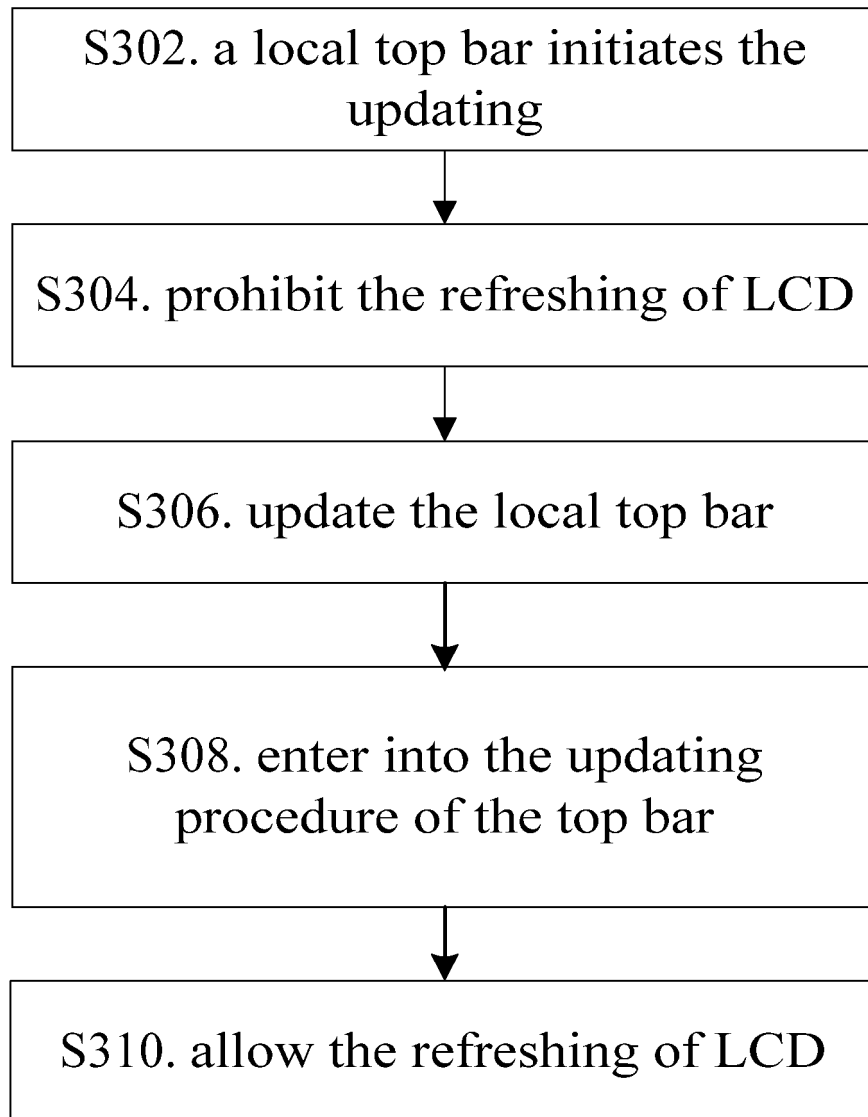 S302. a local top bar initiates the
updating
S304. prohibit the refreshing of LCD
S306. update the local top bar
S308. enter into the updating
procedure of the top bar
S310. allow the refreshing of LCD